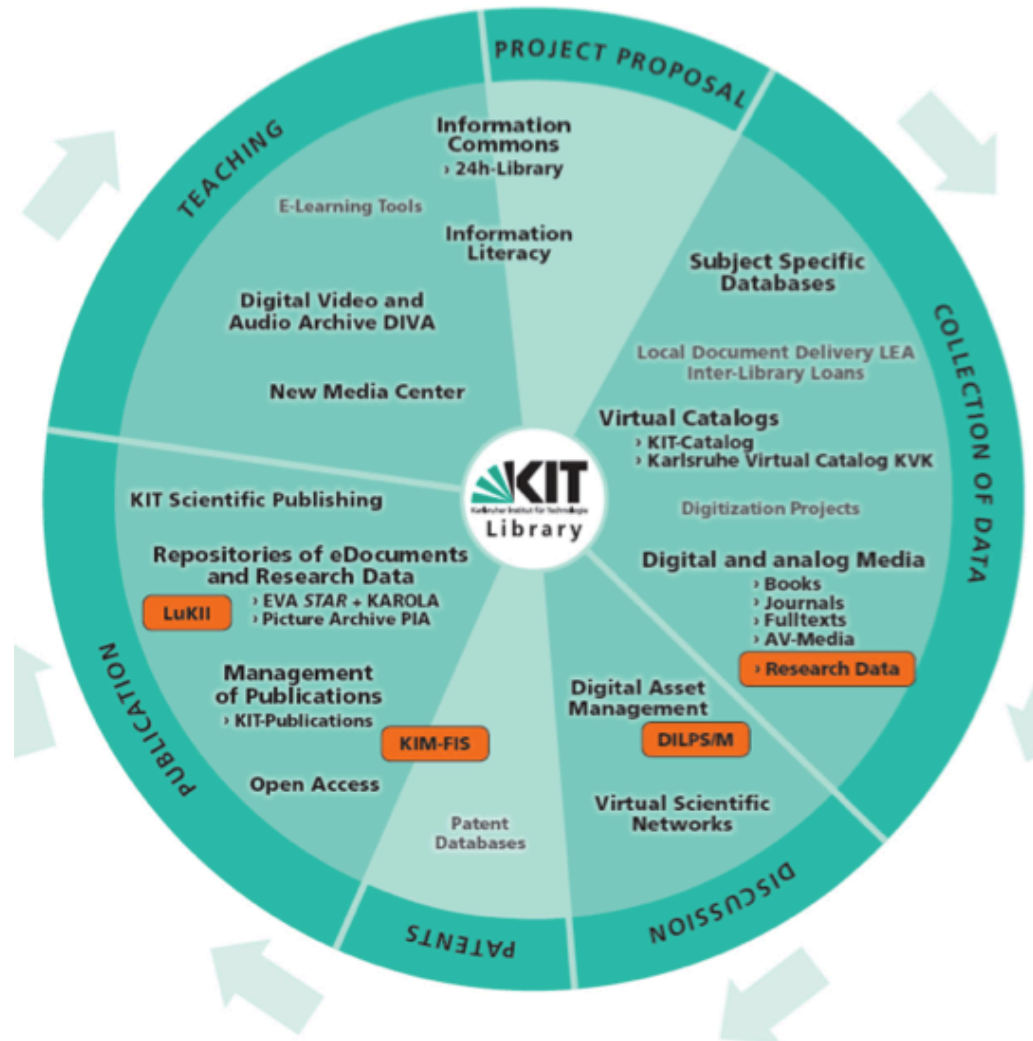 PROJECT PROPOSAL
TEACHING
Information
Commons
› 24h-Library
E-Learning Tools
Information
Literacy
Digital Video and
Audio Archive DIVA
New Media Center
COLLECTION OF DATA
Subject Specific
Databases
Local Document Delivery LEA
Inter-Library Loans
Virtual Catalogs
› KIT-Catalog
› Karlsruhe Virtual Catalog KVK
Digitization Projects
Digital and analog Media
› Books
› Journals
› Fulltexts
› AV-Media
› Research Data
KIT
Karlsruher Institut für Technologie
Library
KIT Scientific Publishing
Repositories of eDocuments
and Research Data
LuKII
› EVA STAR + KAROLA
› Picture Archive PIA
Management
of Publications
› KIT-Publications
KIM-FIS
Open Access
PUBLICATION
Digital Asset
Management
DILPS/M
Virtual Scientific
Networks
DISCUSSION
Patent
Databases
PATENTS